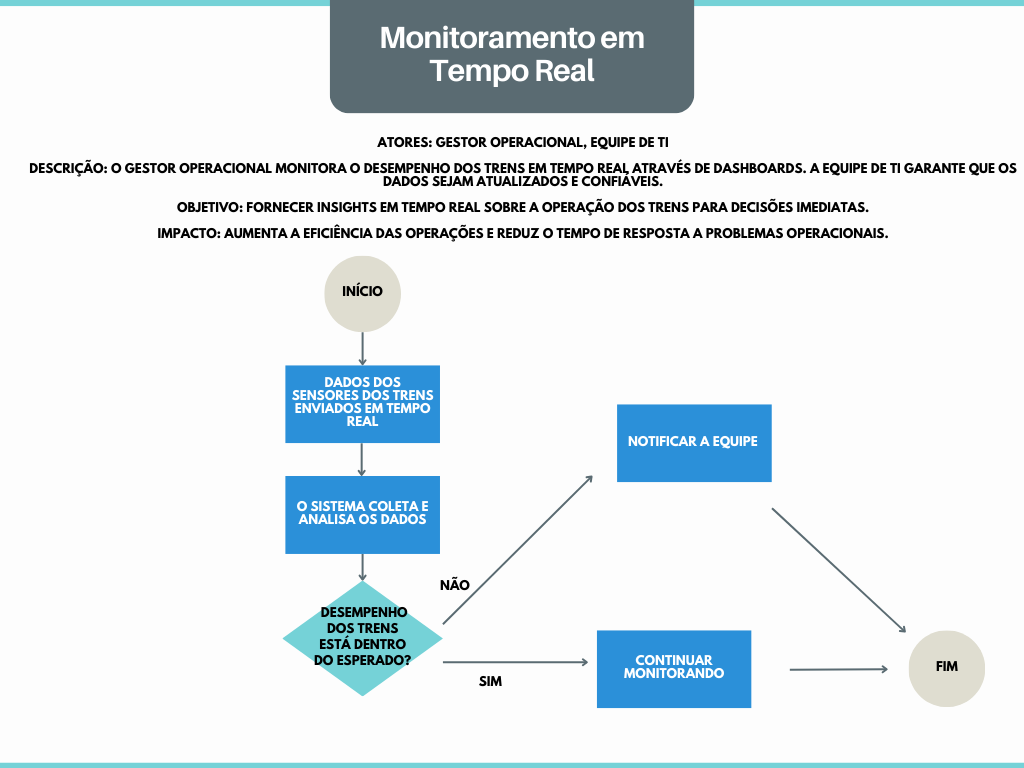 Monitoramento em
Tempo Real
ATORES: GESTOR OPERACIONAL, EQUIPE DE TI
DESCRIÇÃO: O GESTOR OPERACIONAL MONITORA O DESEMPENHO DOS TRENS EM TEMPO REAL ATRAVÉS DE DASHBOARDS. A EQUIPE DE TI GARANTE QUE OS
DADOS SEJAM ATUALIZADOS E CONFIÁVEIS.
OBJETIVO: FORNECER INSIGHTS EM TEMPO REAL SOBRE A OPERAÇÃO DOS TRENS PARA DECISÕES IMEDIATAS.
IMPACTO: AUMENTA A EFICIÊNCIA DAS OPERAÇÕES E REDUZ O TEMPO DE RESPOSTA A PROBLEMAS OPERACIONAIS.
INÍCIO
DADOS DOS
SENSORES DOS TRENS
ENVIADOS EM TEMPO
REAL
O SISTEMA COLETA E
ANALISA OS DADOS
DESEMPENHO
DOS TRENS
ESTÁ DENTRO
DO ESPERADO?
NÃO
NOTIFICAR A EQUIPE
SIM
CONTINUAR
MONITORANDO
FIM